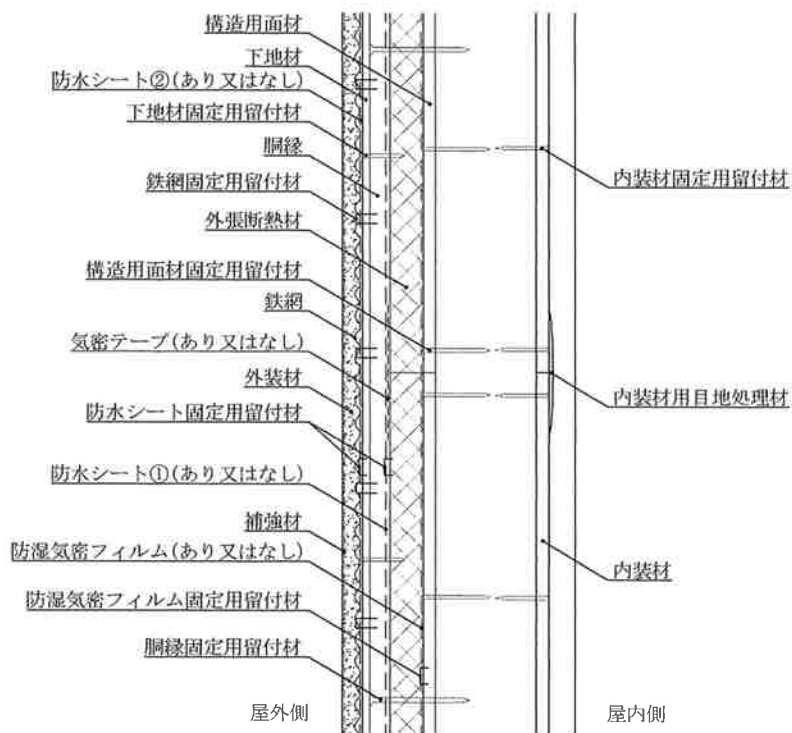 構造用面材
下地材
防水シート②(あり又はなし)
下地材固定用留付材
胴縁
鉄網固定用留付材
外張断熱材
構造用面材固定用留付材
鉄網
気密テープ(あり又はなし)
外装材
防水シート固定用留付材
防水シート①(あり又はなし)
補強材
防湿気密フィルム(あり又はなし)
防湿気密フィルム固定用留付材
胴縁固定用留付材
屋外側
内装材固定用留付材
内装材用目地処理材
内装材
屋内側